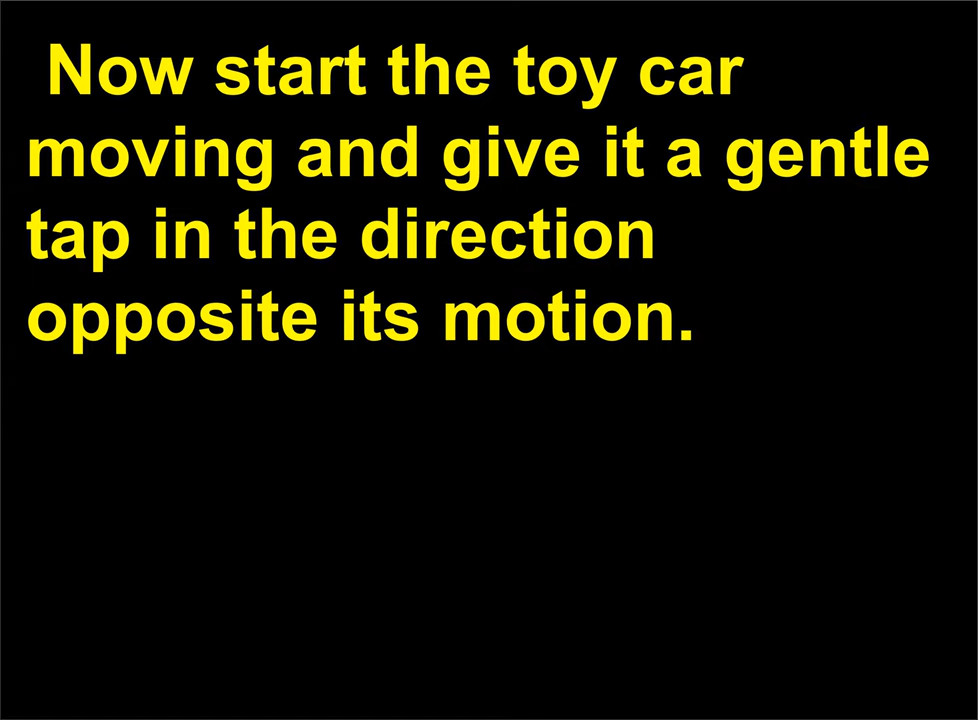 Now start the toy car
moving and give it a gentle
tap in the direction
opposite its motion.